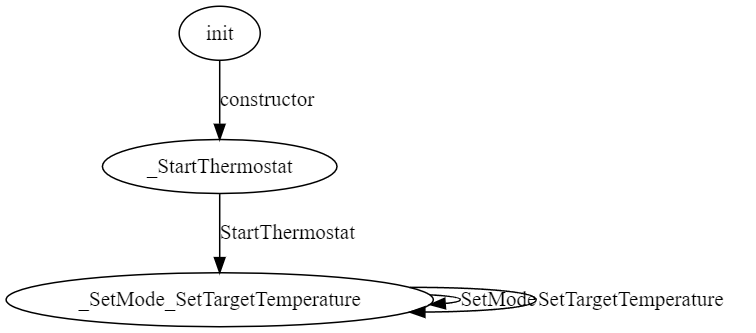 init
constructor
_StartThermostat
StartThermostat
_SetMode_SetTargetTemperature
SetMode
SetTargetTemperature